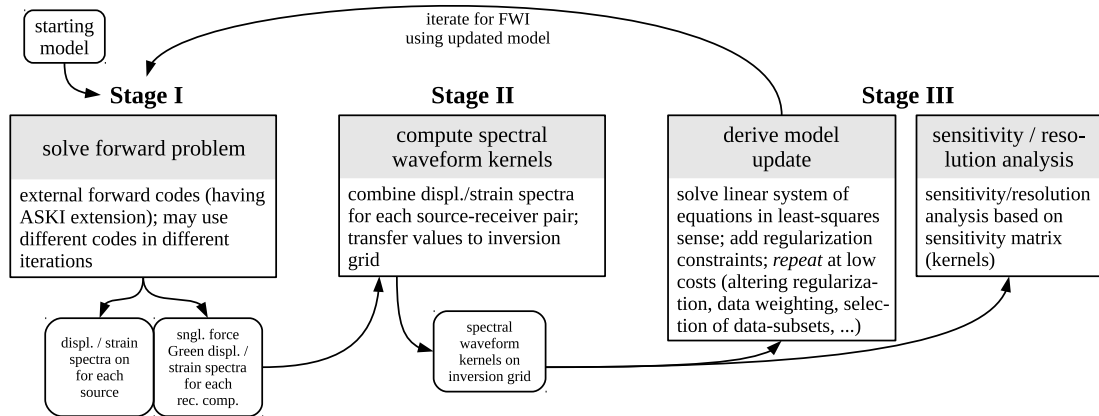 starting
model
iterate for FWI
using updated model
Stage I
Stage II
Stage III
solve forward problem
external forward codes (having
ASKI extension); may use
different codes in different
iterations
compute spectral
waveform kernels
combine displ./strain spectra
for each source-receiver pair;
transfer values to inversion
grid
derive model
update
solve linear system of
equations in least-squares
sense; add regularization
constraints; repeat at low
costs (altering regulariza-
tion, data weighting, selec-
tion of data-subsets, ...)
sensitivity / reso-
lution analysis
sensitivity/resolution
analysis based on
sensitivity matrix
(kernels)
displ. / strain
spectra on
for each
source
sngl. force
Green displ. /
strain spectra
for each
rec. comp.
spectral
waveform
kernels on
inversion grid